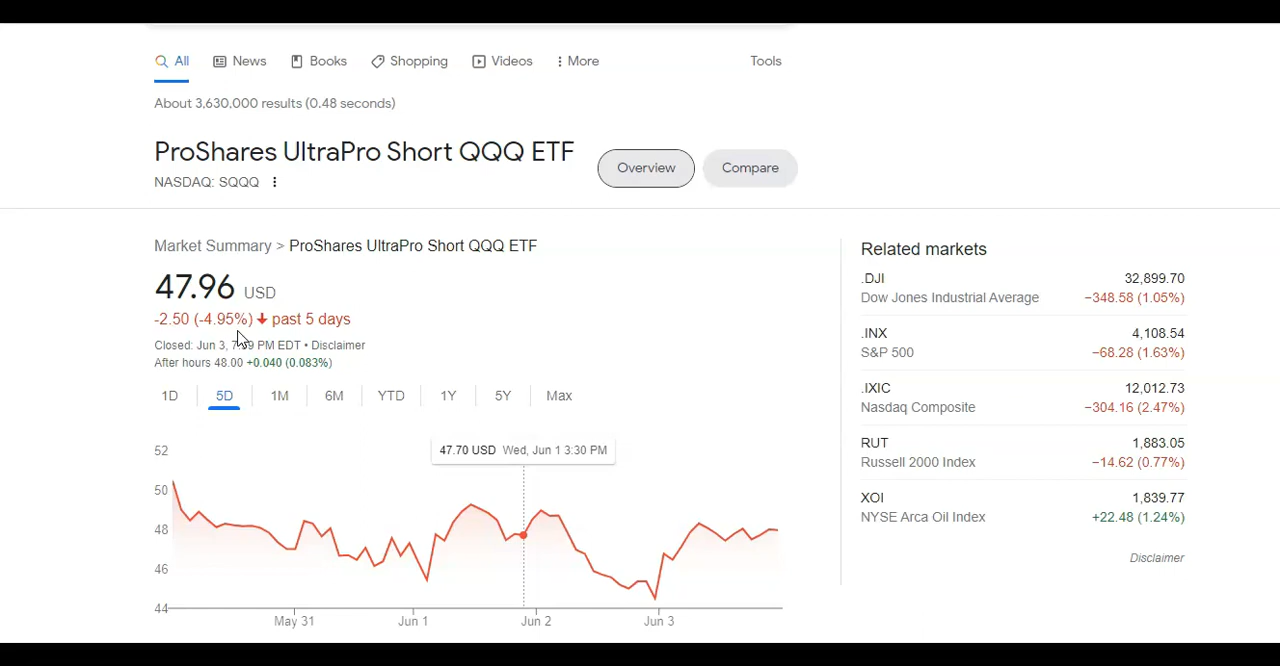 All News Books Shopping Videos More Tools
About 3,630,000 results (0.48 seconds)
ProShares UltraPro Short QQQ ETF
NASDAQ: SQQQ
Overview Compare
Market Summary > ProShares UltraPro Short QQQ ETF
47.96 USD
-2.50 (-4.95%) past 5 days
Closed: Jun 3, PM EDT • Disclaimer
After hours 48.00 +0.040 (0.083%)
1D 5D 1M 6M YTD 1Y 5Y Max
47.70 USD Wed, Jun 1 3:30 PM
52
50
48
46
44
May 31 Jun 1 Jun 2 Jun 3
Related markets
.DJI 32,899.70
Dow Jones Industrial Average −348.58 (1.05%)
.INX 4,108.54
S&P 500 −68.28 (1.63%)
.IXIC 12,012.73
Nasdaq Composite −304.16 (2.47%)
RUT 1,883.05
Russell 2000 Index −14.62 (0.77%)
XOI 1,839.77
NYSE Arca Oil Index +22.48 (1.24%)
Disclaimer